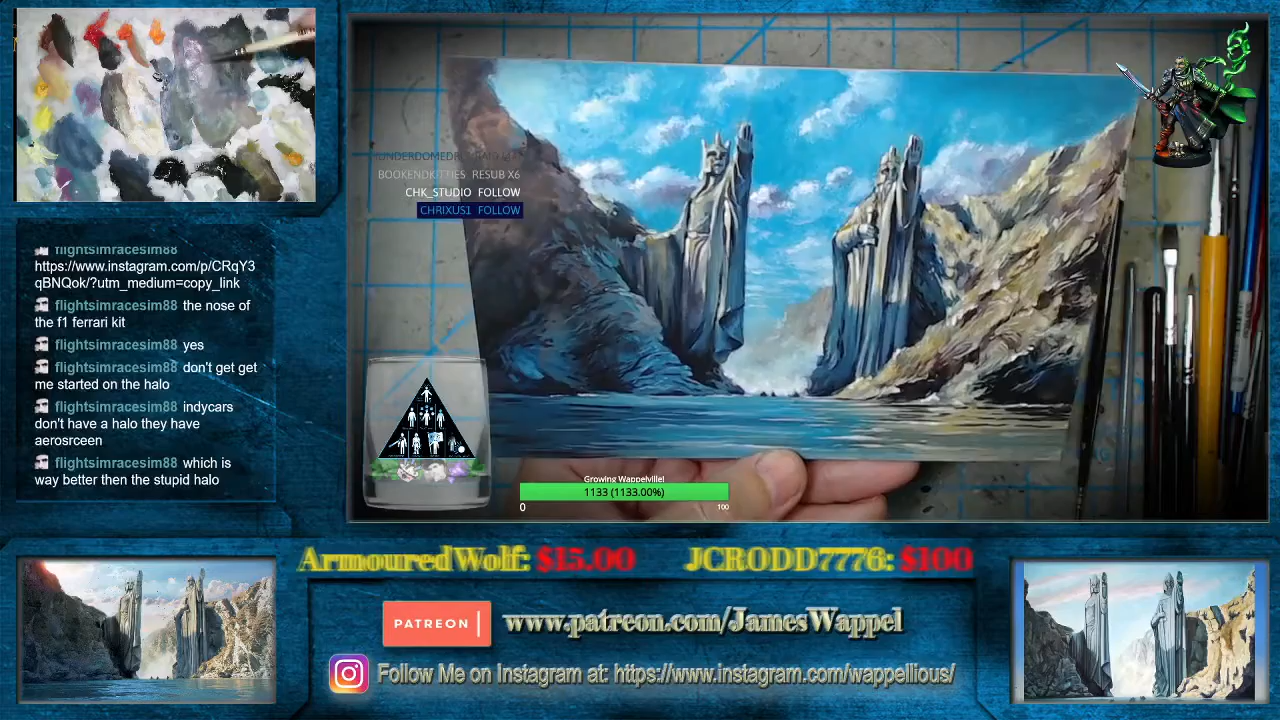 BOOKENDKITTIES RESUB X6
CHK_STUDIO FOLLOW
CHRIXUS1 FOLLOW
flightsimracesim88
https://www.instagram.com/p/CRqY3
qBNQok/?utm_medium=copy_link
flightsimracesim88 the nose of
the f1 ferrari kit
flightsimracesim88 yes
flightsimracesim88 don't get get
me started on the halo
flightsimracesim88 indycars
don't have a halo they have
aerosrceen
flightsimracesim88 which is
way better then the stupid halo
Growing Wappelville!
1133 (1133.00%)
0 100
ArmouredWolf: $15.00 JCRODD7776: $100
PATREON
www.patreon.com/JamesWappel
Follow Me on Instagram at: https://www.instagram.com/wappellious/